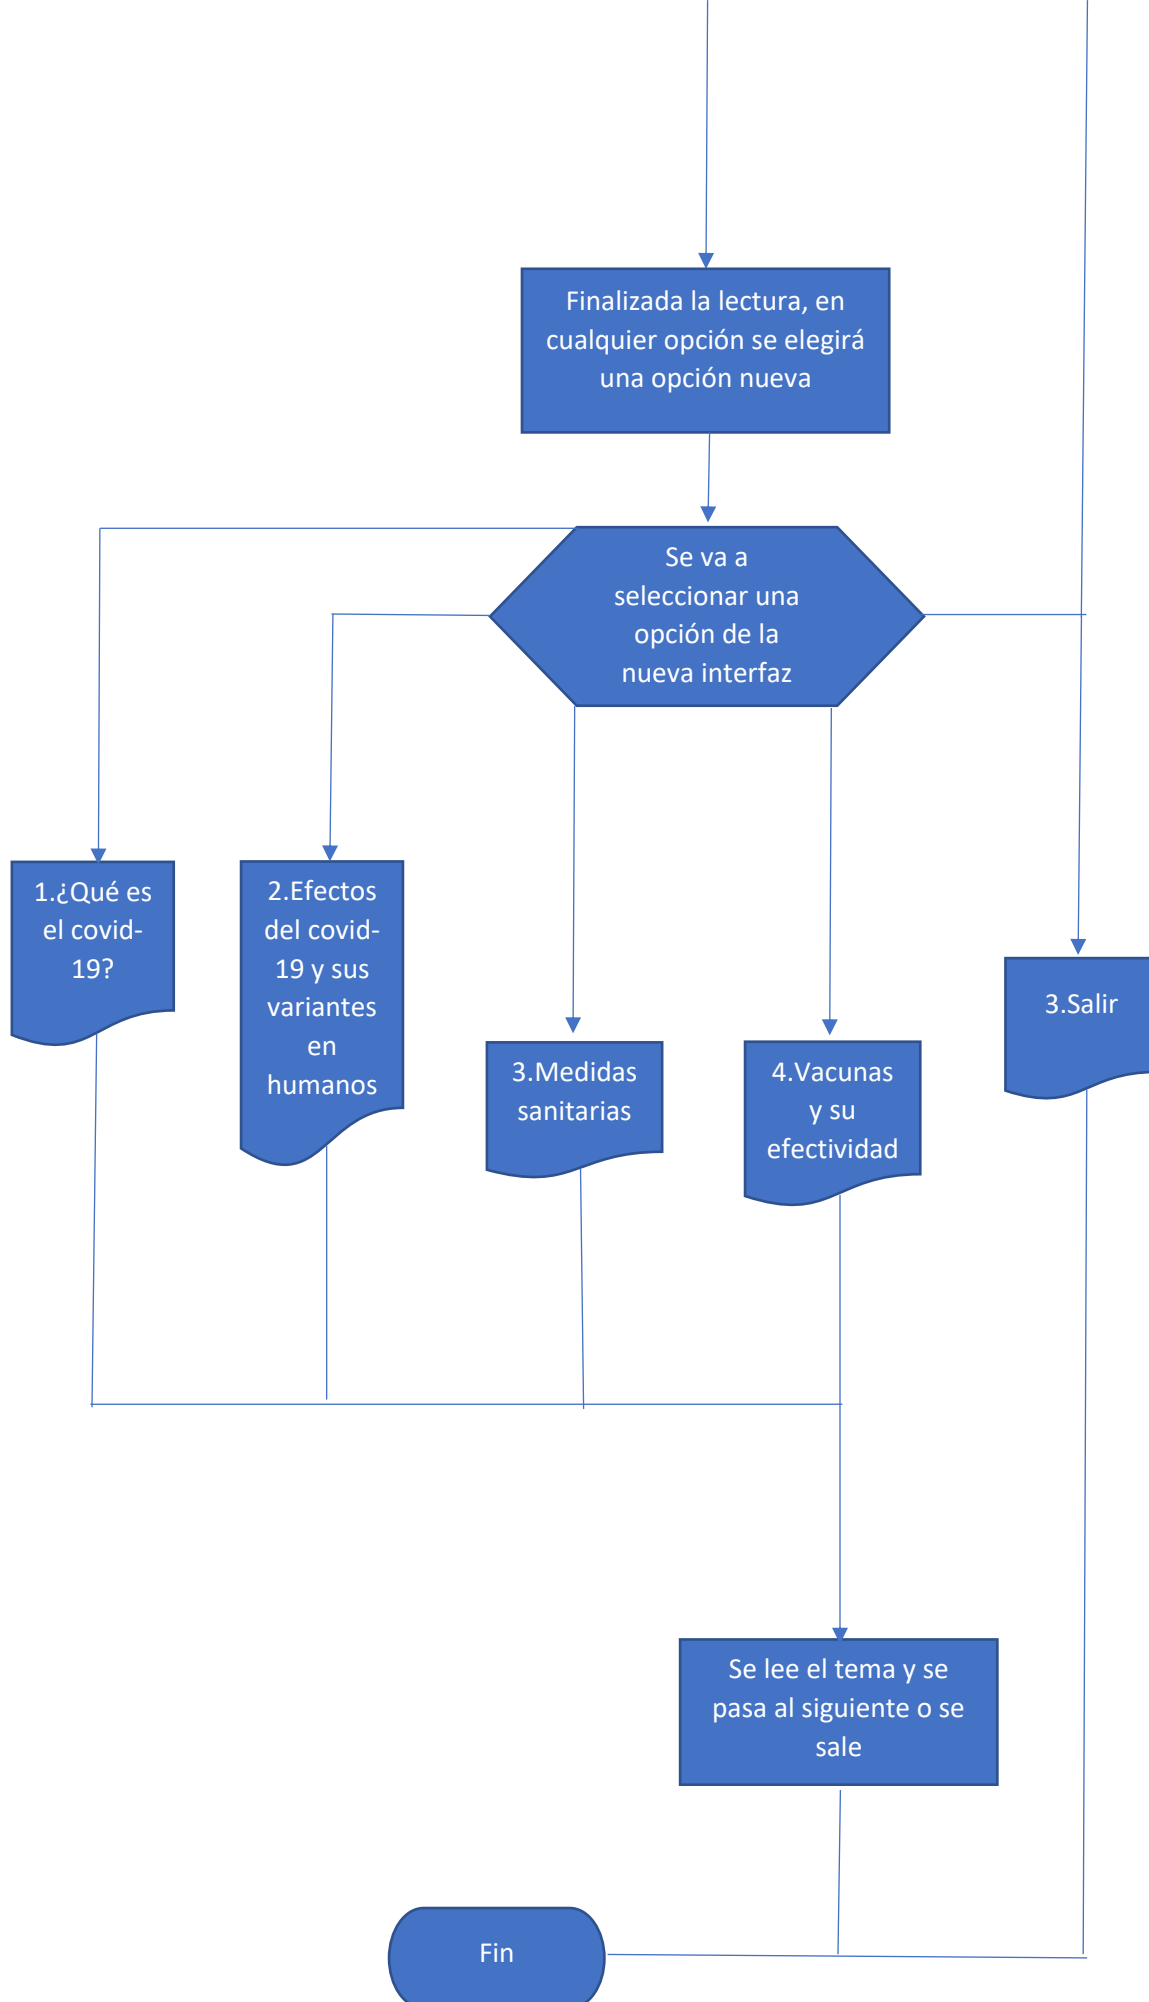 Finalizada la lectura, en
cualquier opción se elegirá
una opción nueva
Se va a
seleccionar una
opción de la
nueva interfaz
1.¿Qué es
el covid-
19?
2.Efectos
del covid-
19 y sus
variantes
en
humanos
3.Medidas
sanitarias
4.Vacunas
y su
efectividad
3.Salir
Se lee el tema y se
pasa al siguiente o se
sale
Fin